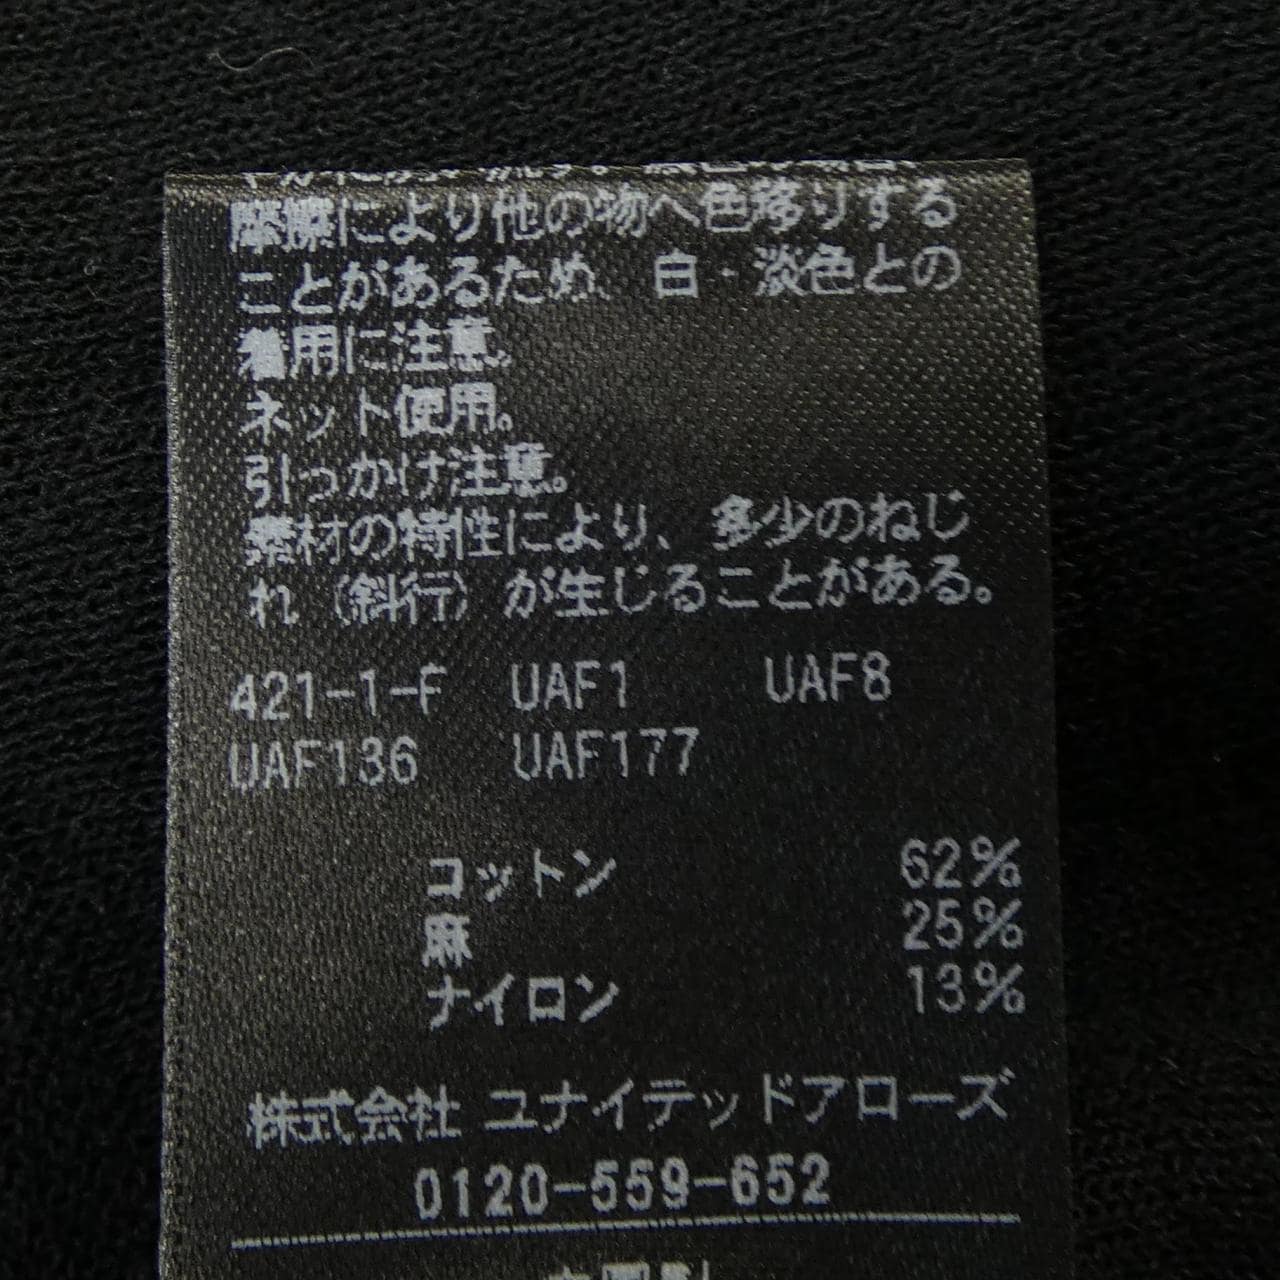 摩擦により他の物へ色移りする
ことがあるため、白・淡色との
着用に注意。
ネット使用。
引っかけ注意。
素材の特性により、多少のねじ
れ(斜行)が生じることがある。
421-1-F UAF1 UAF8
UAF136 UAF177
コットン 62%
麻 25%
ナイロン 13%
株式会社 ユナイテッドアローズ
0120-559-652